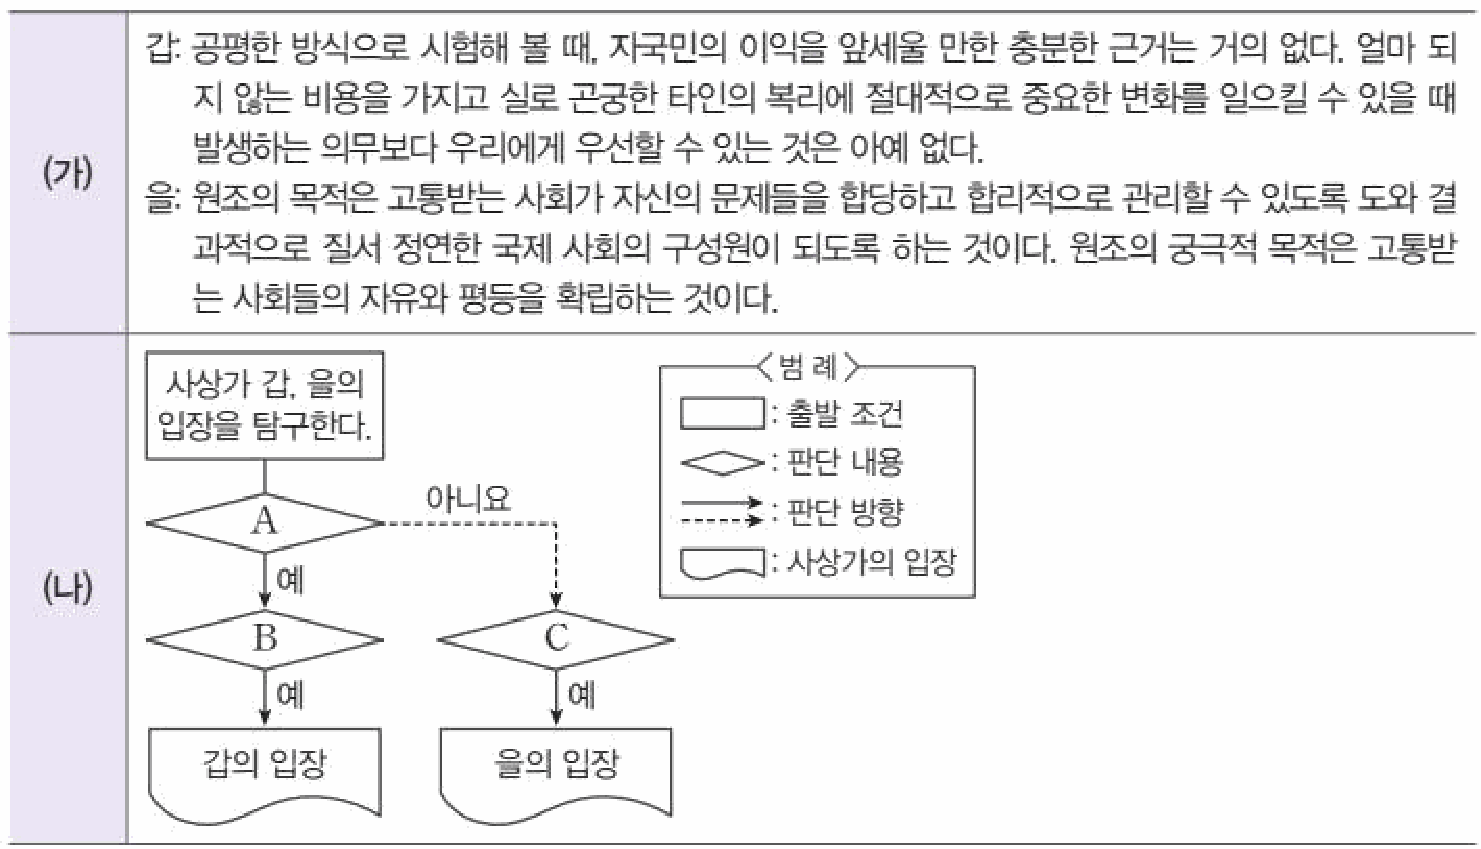 (가)
갑: 공평한 방식으로 시험해 볼 때, 자국민의 이익을 앞세울 만한 충분한 근거는 거의 없다. 얼마 되
지 않는 비용을 가지고 실로 곤궁한 타인의 복리에 절대적으로 중요한 변화를 일으킬 수 있을 때
발생하는 의무보다 우리에게 우선할 수 있는 것은 아예 없다.
을: 원조의 목적은 고통받는 사회가 자신의 문제들을 합당하고 합리적으로 관리할 수 있도록 도와 결
과적으로 질서 정연한 국제 사회의 구성원이 되도록 하는 것이다. 원조의 궁극적 목적은 고통받
는 사회들의 자유와 평등을 확립하는 것이다.
(나)
사상가 갑, 을의
입장을 탐구한다.
A
아니요
예
B
C
예
예
갑의 입장
을의 입장
<범 례>
: 출발 조건
: 판단 내용
: 판단 방향
: 사상가의 입장